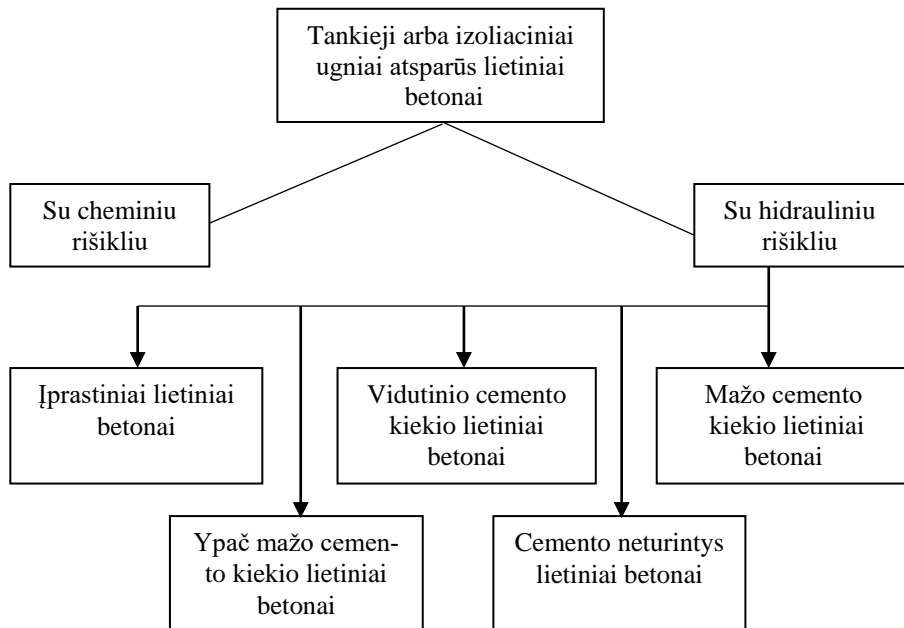 Tankieji arba izoliaciniai
ugniai atsparūs lietiniai
betonai
Su cheminiu
rišikliu
Su hidrauliniu
rišikliu
Įprastiniai lietiniai
betonai
Vidutinio cemento
kiekio lietiniai
betonai
Mažo cemento
kiekio lietiniai
betonai
Ypač mažo cemen-
to kiekio lietiniai
betonai
Cemento neturintys
lietiniai betonai